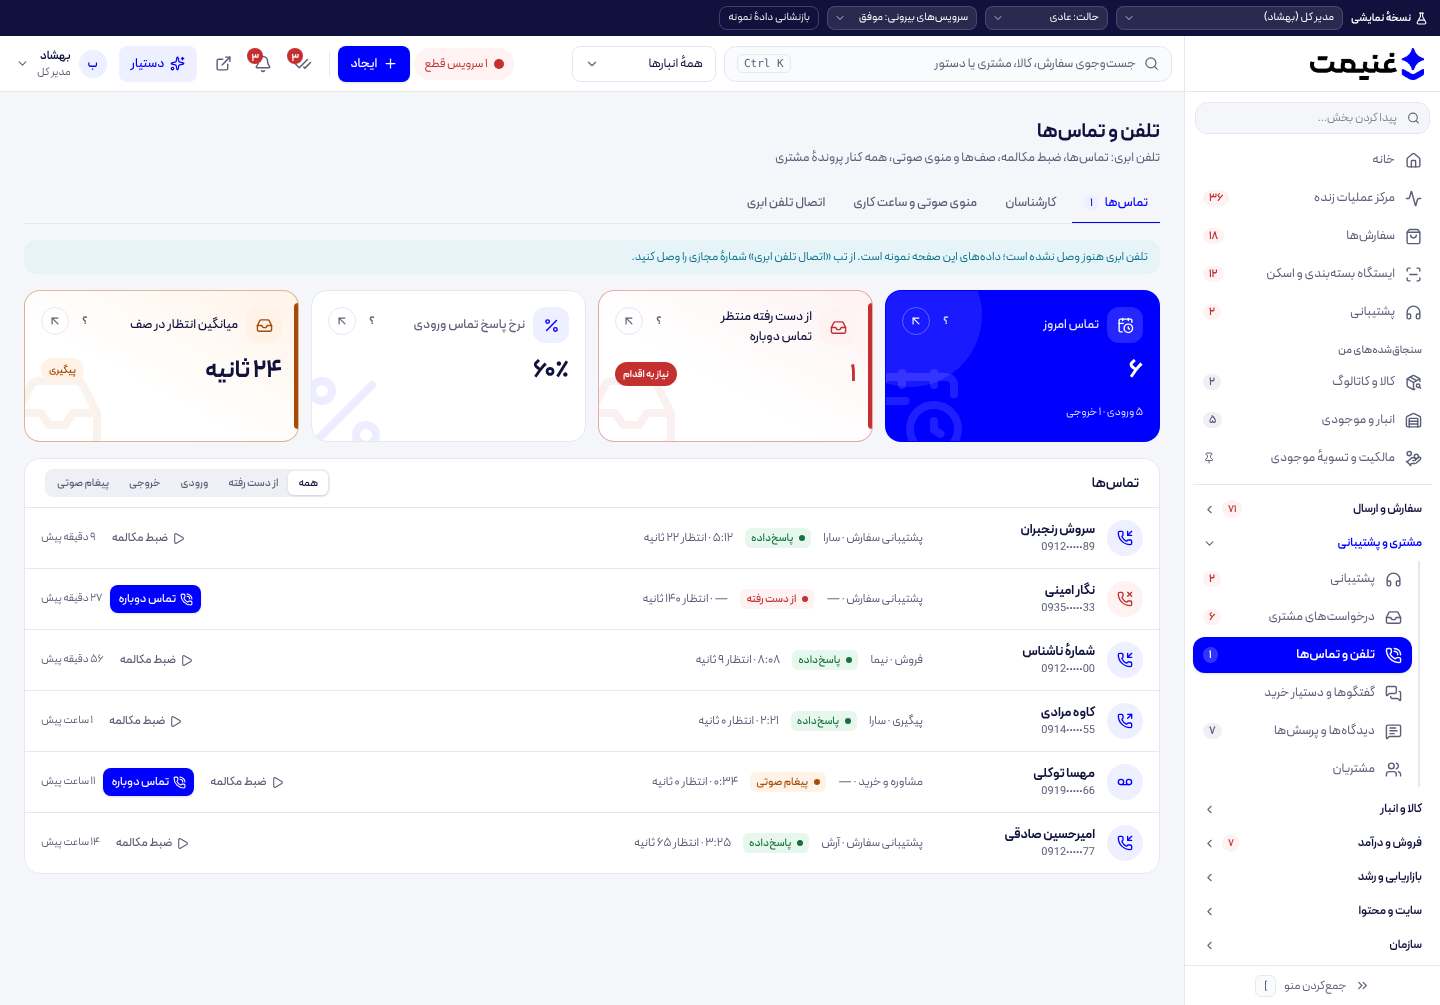 نسخهٔ نمایشی
مدیر کل (بهشاد)
حالت: عادی
سرویس‌های بیرونی: موفق
بازنشانی دادهٔ نمونه
غنیمت
جست‌وجوی سفارش، کالا، مشتری یا دستور
Ctrl K
همهٔ انبارها
۱ سرویس قطع
ایجاد
۳
۳
دستیار
ب
بهشاد
مدیر کل
پیدا کردن بخش...
خانه
مرکز عملیات زنده ۳۶
سفارش‌ها ۱۸
ایستگاه بسته‌بندی و اسکن ۱۲
پشتیبانی ۲
سنجاق‌شده‌های من
کالا و کاتالوگ ۲
انبار و موجودی ۵
مالکیت و تسویهٔ موجودی
سفارش و ارسال ۷۱
مشتری و پشتیبانی
پشتیبانی ۲
درخواست‌های مشتری ۶
تلفن و تماس‌ها ۱
گفتگوها و دستیار خرید
دیدگاه‌ها و پرسش‌ها ۷
مشتریان
کالا و انبار
فروش و درآمد ۷
بازاریابی و رشد
سایت و محتوا
سازمان
جمع‌کردن منو [
تلفن و تماس‌ها
تلفن ابری: تماس‌ها، ضبط مکالمه، صف‌ها و منوی صوتی، همه کنار پروندهٔ مشتری
تماس‌ها ۱
کارشناسان
منوی صوتی و ساعت کاری
اتصال تلفن ابری
تلفن ابری هنوز وصل نشده است؛ داده‌های این صفحه نمونه است. از تب «اتصال تلفن ابری» شمارهٔ مجازی را وصل کنید.
تماس امروز
؟
۶
۵ ورودی · ۱ خروجی
از دست رفته منتظر
تماس دوباره
؟
۱
نیاز به اقدام
نرخ پاسخ تماس ورودی
؟
۶۰٪
میانگین انتظار در صف
؟
۲۴ ثانیه
پیگیری
تماس‌ها
همه
از دست رفته
ورودی
خروجی
پیغام صوتی
سروش رنجبران
0912•••••89
پشتیبانی سفارش · سارا
پاسخ‌داده
۵:۱۲ · انتظار ۲۲ ثانیه
ضبط مکالمه
۹ دقیقه پیش
نگار امینی
0935•••••33
پشتیبانی سفارش · —
از دست رفته
— · انتظار ۱۴۰ ثانیه
تماس دوباره
۲۷ دقیقه پیش
شمارهٔ ناشناس
0912•••••00
فروش · نیما
پاسخ‌داده
۸:۰۸ · انتظار ۹ ثانیه
ضبط مکالمه
۵۶ دقیقه پیش
کاوه مرادی
0914•••••55
پیگیری · سارا
پاسخ‌داده
۲:۲۱ · انتظار ۰ ثانیه
ضبط مکالمه
۱ ساعت پیش
مهسا توکلی
0919•••••66
مشاوره و خرید · —
پیغام صوتی
۰:۳۴ · انتظار ۰ ثانیه
ضبط مکالمه
تماس دوباره
۱۱ ساعت پیش
امیرحسین صادقی
0912•••••77
پشتیبانی سفارش · آرش
پاسخ‌داده
۳:۲۵ · انتظار ۶۵ ثانیه
ضبط مکالمه
۱۴ ساعت پیش